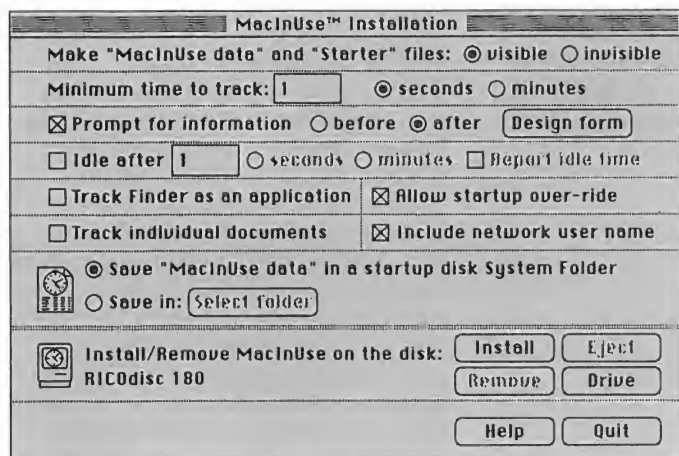 MacInUse™ Installation
Make "MacInUse data" and "Starter" files: visible invisible
Minimum time to track: 1 seconds minutes
Prompt for information before after Design form
Idle after 1 seconds minutes Report idle time
Track Finder as an application Allow startup over-ride
Track individual documents Include network user name
Save "MacInUse data" in a startup disk System Folder
Save in: Select folder
Install/Remove MacInUse on the disk: Install Eject
RICOdisc 180 Remove Drive
Help Quit